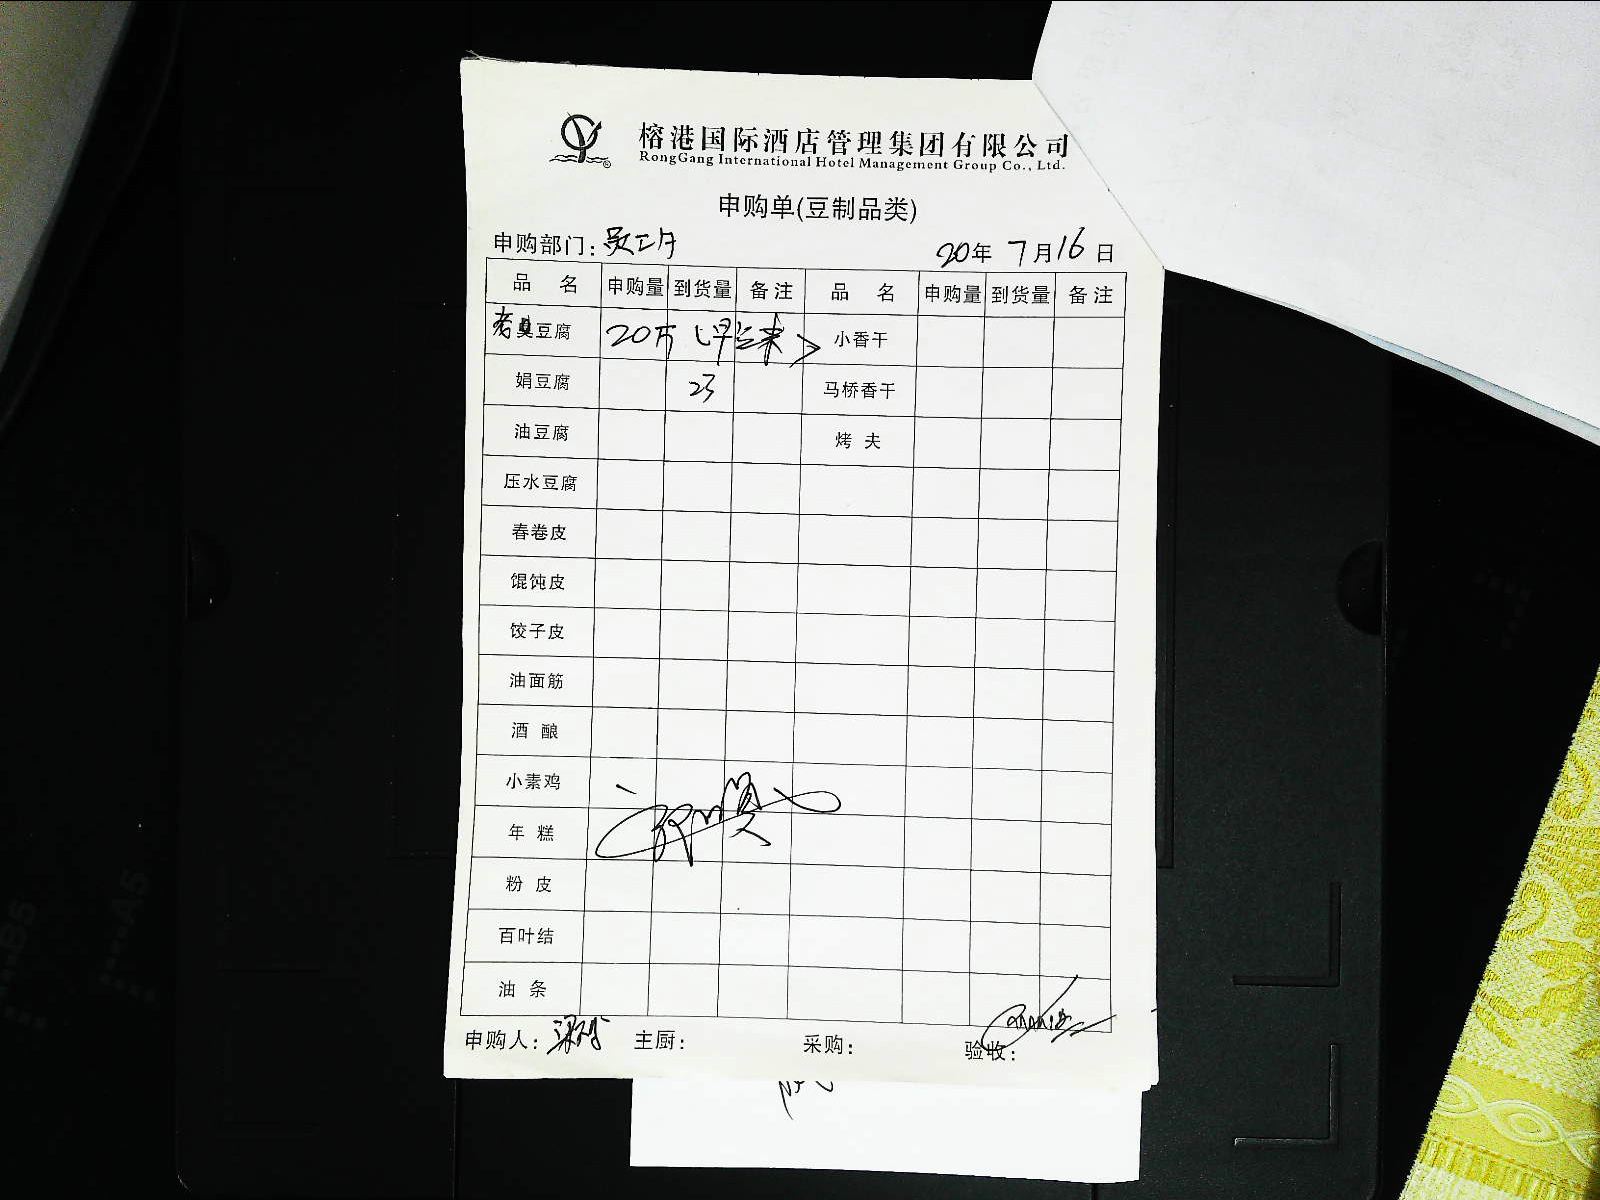 榕港国际酒店管理集团有限公司
RongGang International Hotel Management Group Co., Ltd.
申购单(豆制品类)
申购部门: 20年 7月16日
品 名 申购量 到货量 备注 品 名 申购量 到货量 备注
老臭豆腐 20斤 小香干
娟豆腐 23 马桥香干
油豆腐 烤 夫
压水豆腐
春卷皮
馄饨皮
饺子皮
油面筋
酒 酿
小素鸡
年 糕
粉 皮
百叶结
油 条
申购人: 主厨: 采购: 验收:
B5
A5